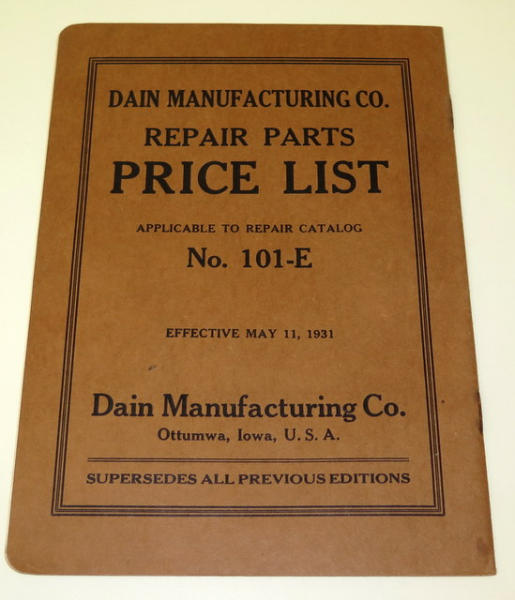 DAIN MANUFACTURING CO.
REPAIR PARTS
PRICE LIST
APPLICABLE TO REPAIR CATALOG
No. 101-E
EFFECTIVE MAY 11, 1931
Dain Manufacturing Co.
Ottumwa, Iowa, U. S. A.
SUPERSEDES ALL PREVIOUS EDITIONS